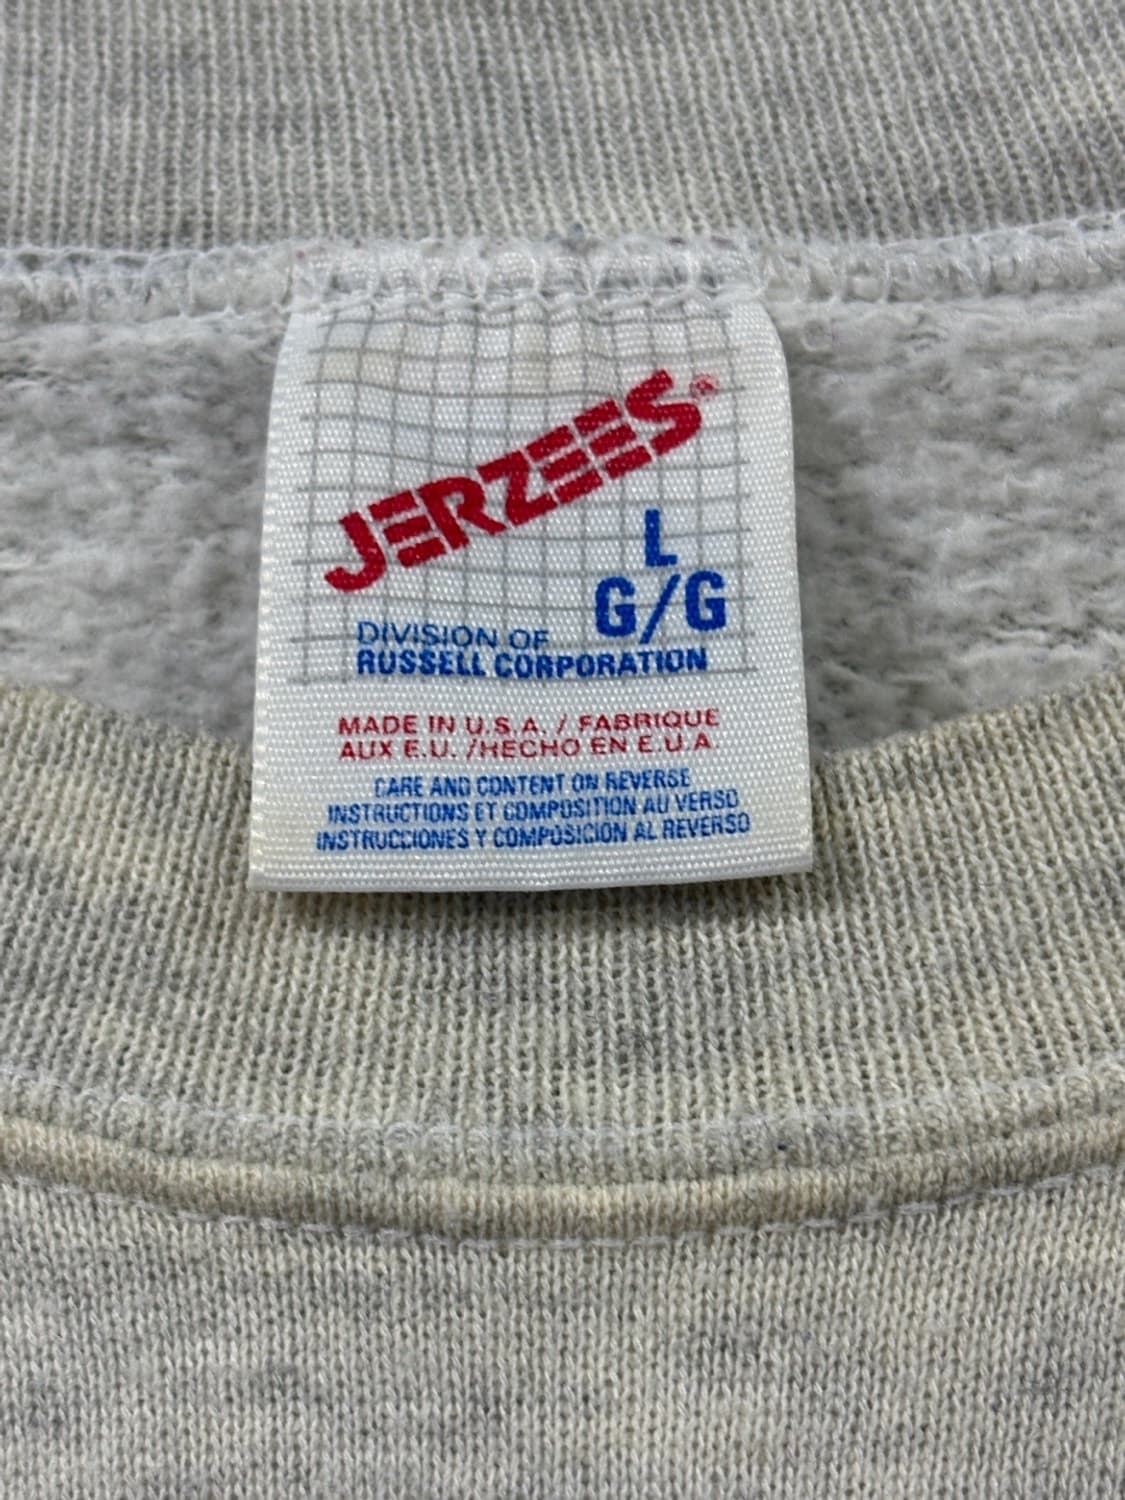 JERZEES®
L
G/G
DIVISION OF
RUSSELL CORPORATION
MADE IN U.S.A. / FABRIQUE
AUX E.U. /HECHO EN E.U.A.
CARE AND CONTENT ON REVERSE
INSTRUCTIONS ET COMPOSITION AU VERSO
INSTRUCCIONES Y COMPOSICION AL REVERSO